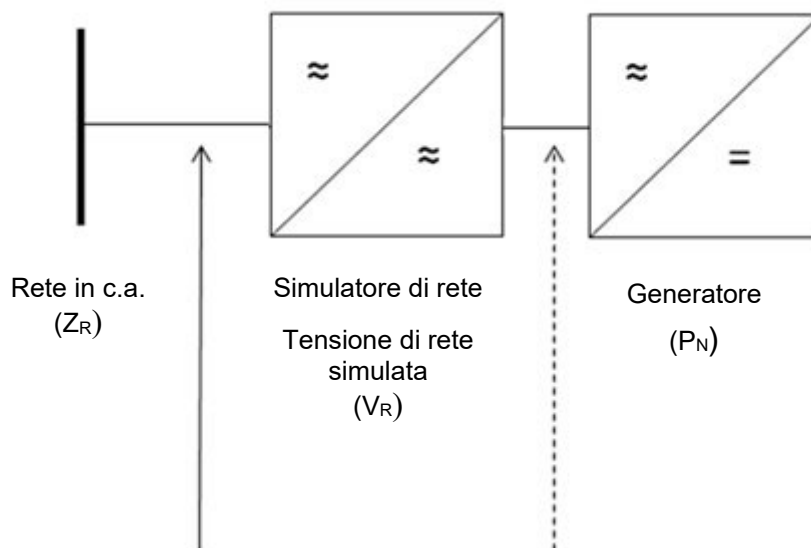 ≈
≈
≈
=
Rete in c.a.
(ZR)
Simulatore di rete
Tensione di rete
simulata
(VR)
Generatore
(PN)